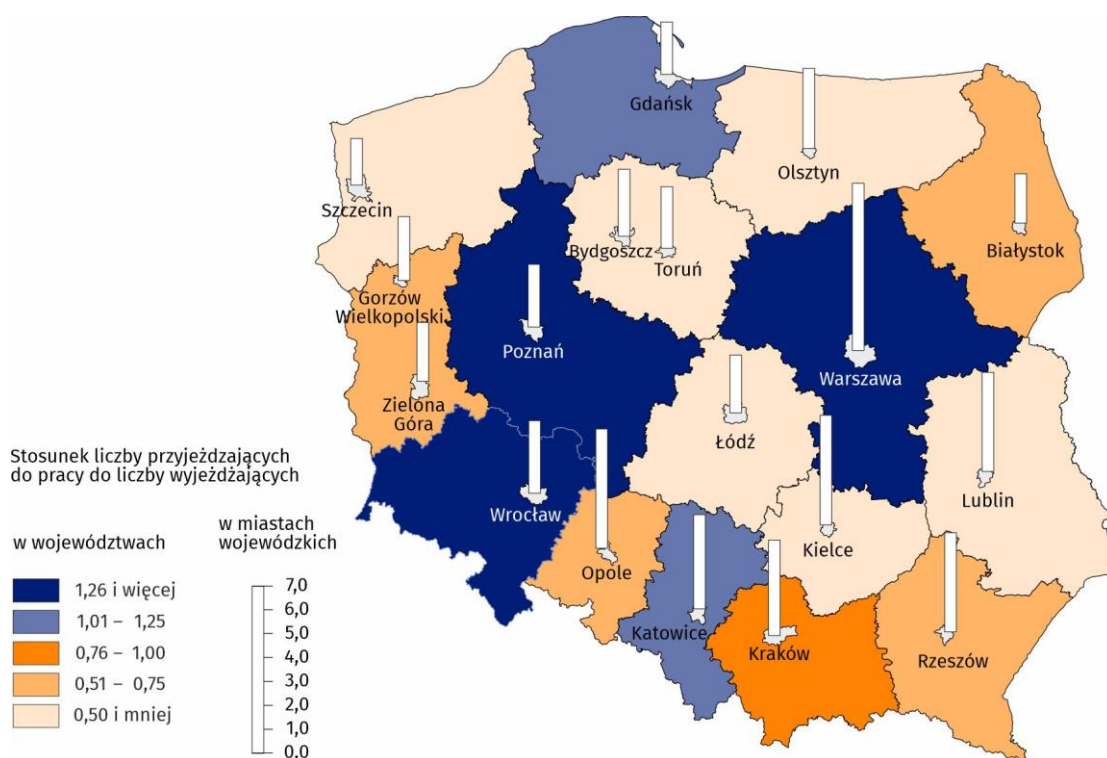 Gdańsk
Olsztyn
Szczecin
Bydgoszcz
Toruń
Białystok
Gorzów
Wielkopolski
Poznań
Warszawa
Zielona
Góra
Łódź
Wrocław
Lublin
Opole
Kielce
Katowice
Kraków
Rzeszów
Stosunek liczby przyjeżdzających
do pracy do liczby wyjeżdżających
w województwach
1,26 i więcej
1,01 – 1,25
0,76 – 1,00
0,51 – 0,75
0,50 i mniej
w miastach
wojewódzkich
7,0
6,0
5,0
4,0
3,0
2,0
1,0
0,0